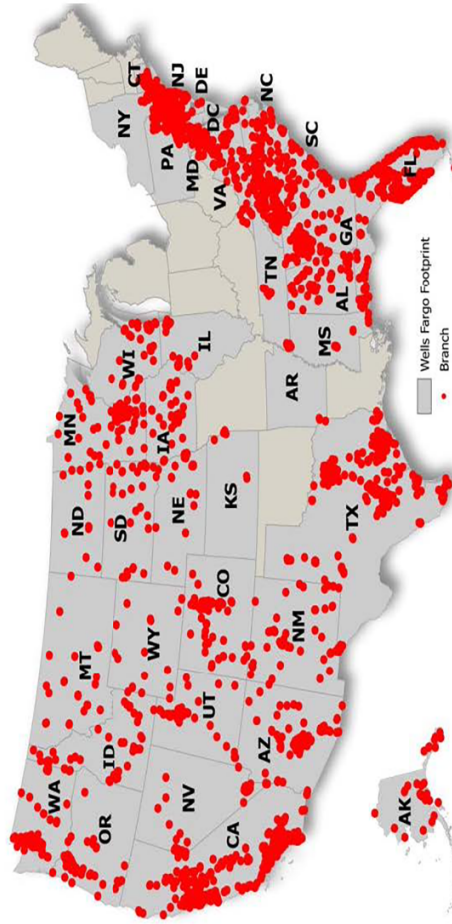 WA
OR
CA
NV
ID
MT
WY
UT
AZ
CO
NM
ND
SD
NE
KS
TX
MN
IA
WI
IL
AR
MS
TN
AL
GA
FL
SC
NC
VA
DC
MD
DE
PA
NJ
NY
CT
AK
Wells Fargo Footprint
Branch